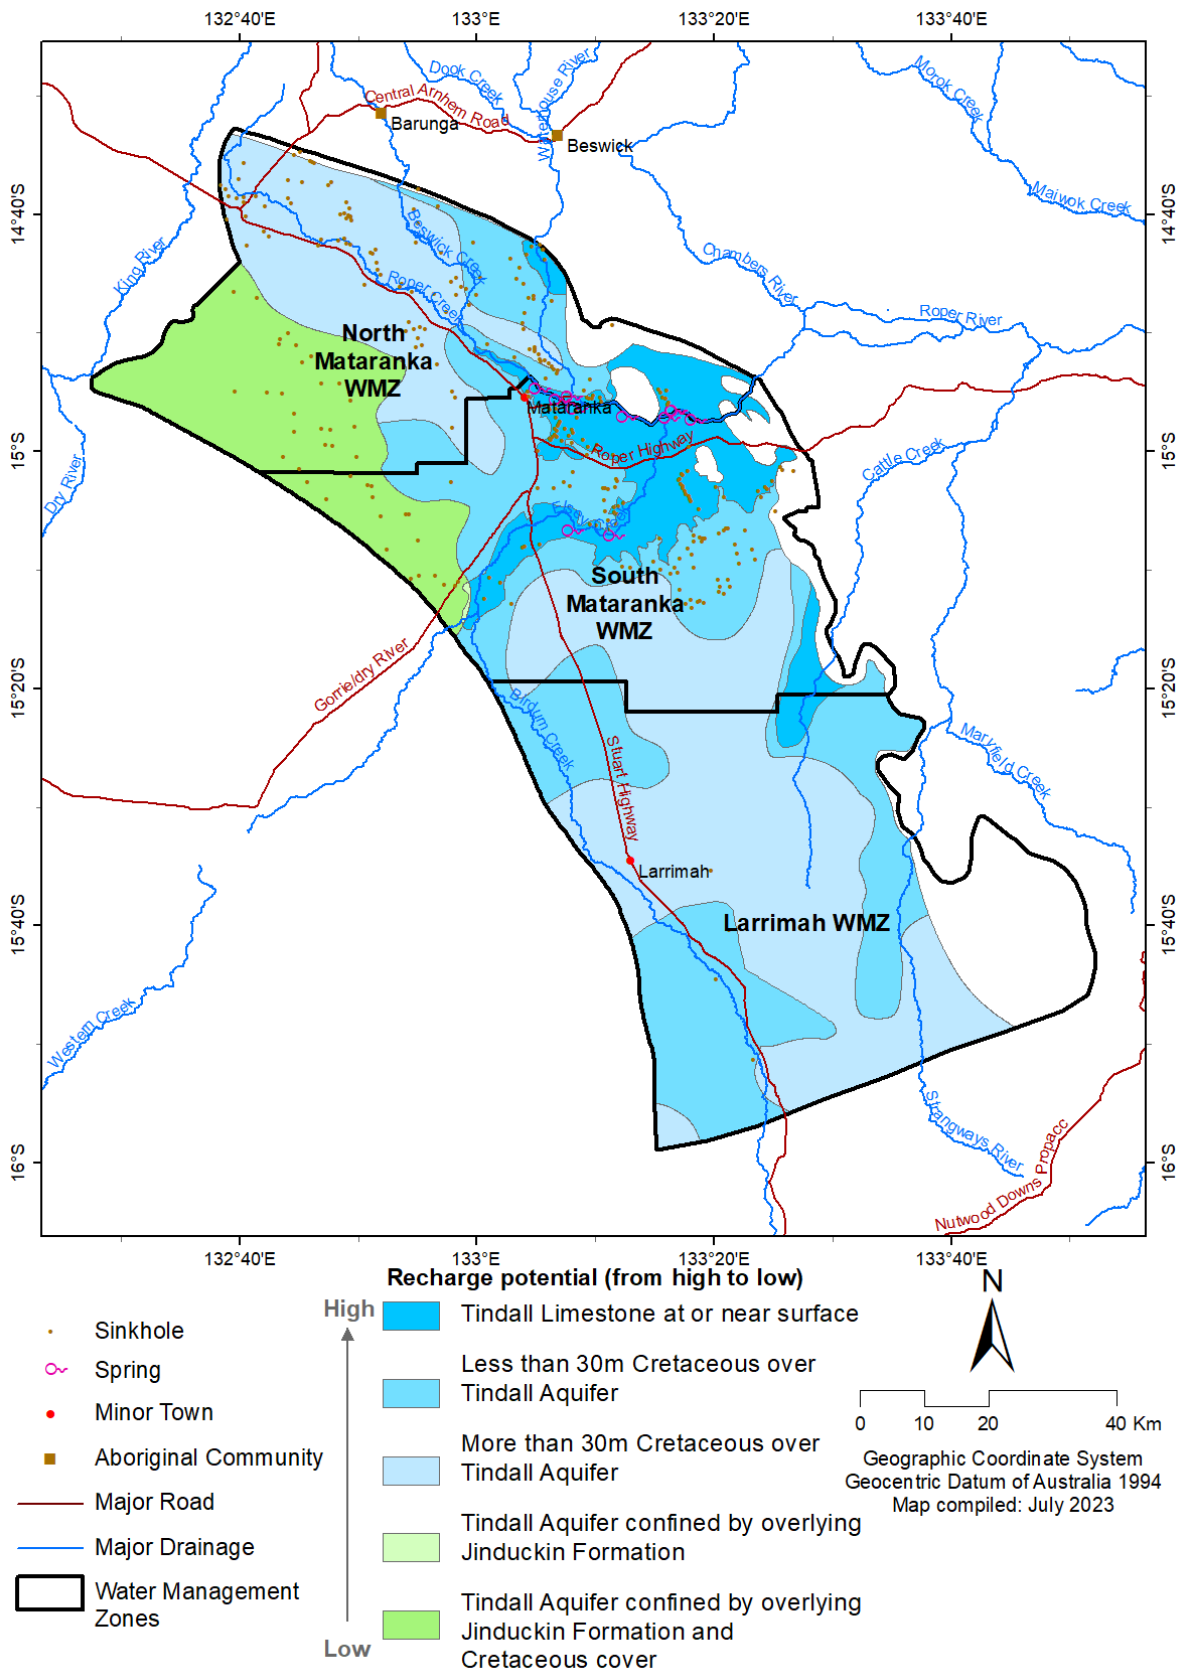 132°40'E
133°E
133°20'E
133°40'E
Dook Creek
Waterhouse River
Morok Creek
Central Arnhem Road
Barunga
Beswick
14°40'S
14°40'S
Maiwok Creek
King River
Beswick Creek
Roper Creek
Chambers River
Roper River
North
Mataranka
WMZ
Mataranka
Roper Highway
15°S
15°S
Dry River
Cattle Creek
South
Mataranka
WMZ
Gorrie/dry River
15°20'S
15°20'S
Birdum Creek
Stuart Highway
Maryfield Creek
Larrimah
15°40'S
15°40'S
Larrimah WMZ
Western Creek
Strangways River
16°S
16°S
Nutwood Downs Propacc
132°40'E
133°E
133°20'E
133°40'E
Recharge potential (from high to low)
High
Low
Tindall Limestone at or near surface
Less than 30m Cretaceous over
Tindall Aquifer
More than 30m Cretaceous over
Tindall Aquifer
Tindall Aquifer confined by overlying
Jinduckin Formation
Tindall Aquifer confined by overlying
Jinduckin Formation and
Cretaceous cover
Sinkhole
Spring
Minor Town
Aboriginal Community
Major Road
Major Drainage
Water Management
Zones
N
0 10 20 40 Km
Geographic Coordinate System
Geocentric Datum of Australia 1994
Map compiled: July 2023